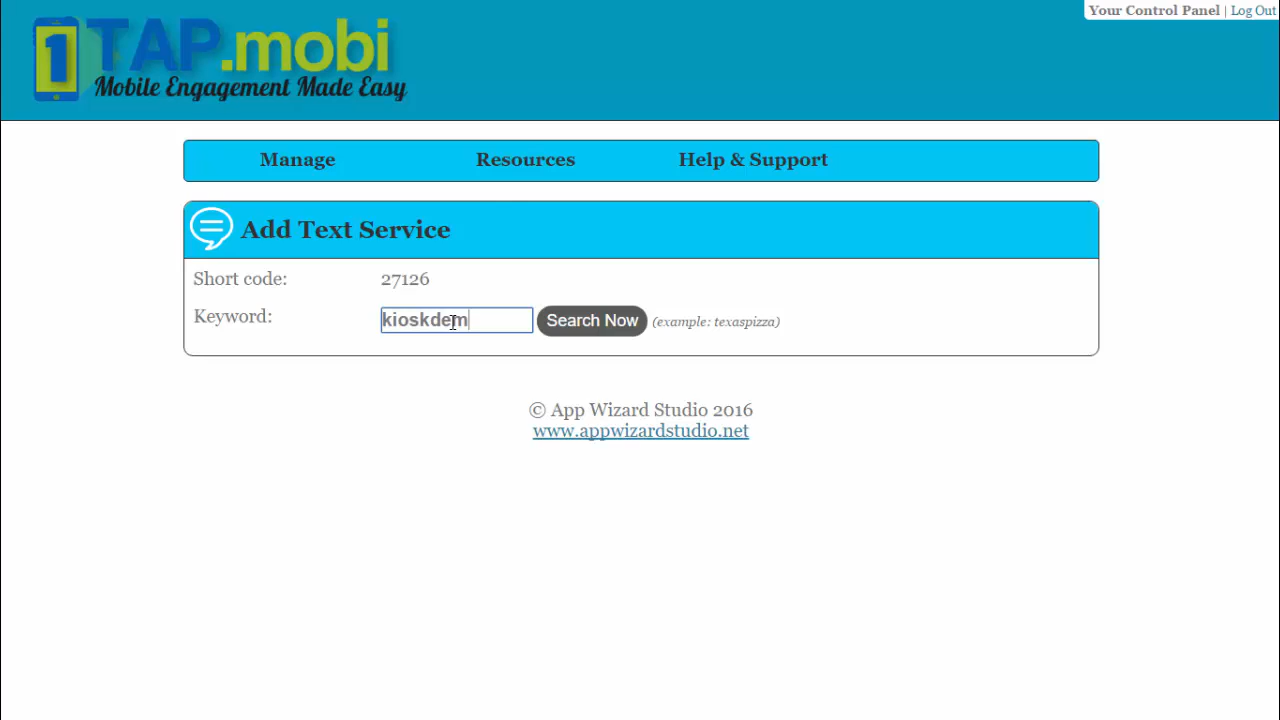 Your Control Panel | Log Out
1TAP.mobi
Mobile Engagement Made Easy
Manage Resources Help & Support
Add Text Service
Short code: 27126
Keyword: kioskdem Search Now (example: texaspizza)
© App Wizard Studio 2016
www.appwizardstudio.net